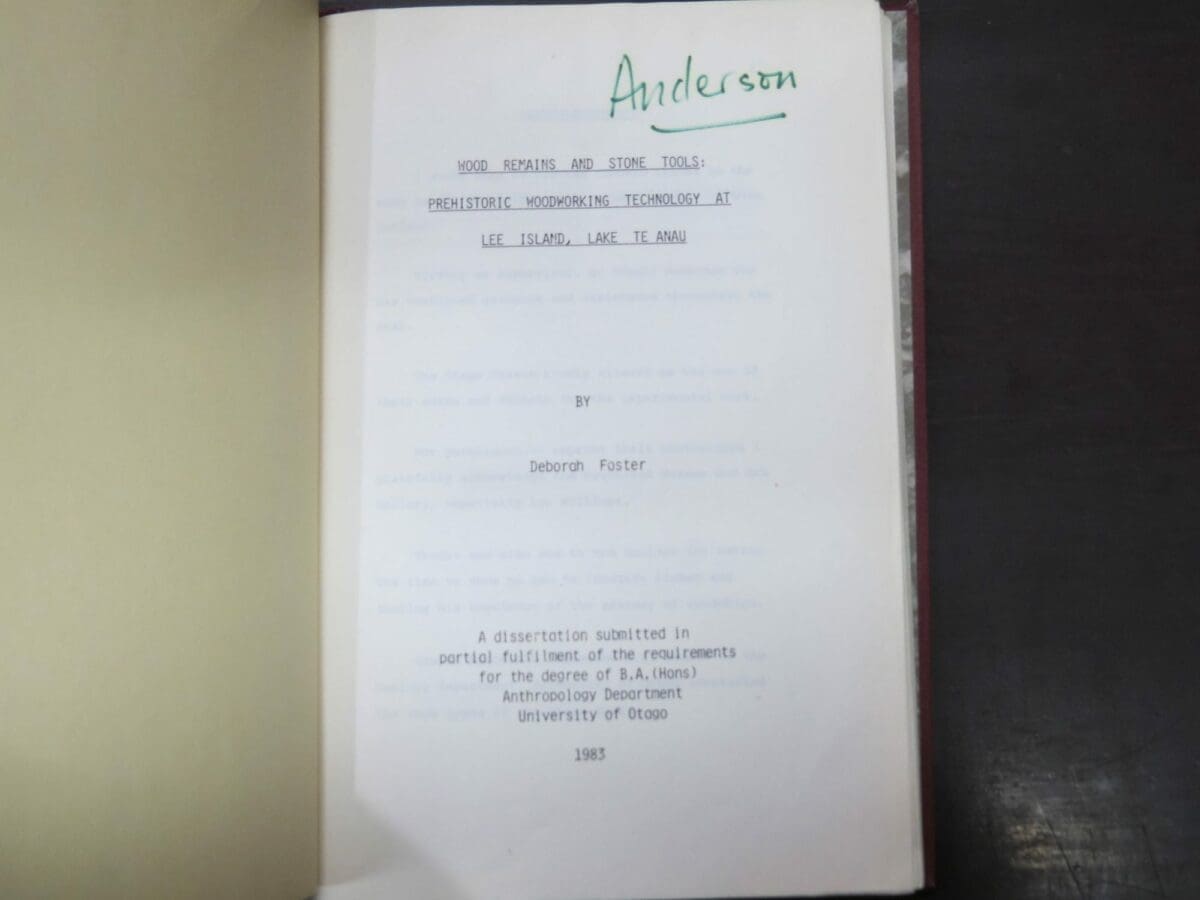 Anderson
WOOD REMAINS AND STONE TOOLS:
PREHISTORIC WOODWORKING TECHNOLOGY AT
LEE ISLAND, LAKE TE ANAU
BY
Deborah Foster
A dissertation submitted in
partial fulfilment of the requirements
for the degree of B.A.(Hons)
Anthropology Department
University of Otago
1983